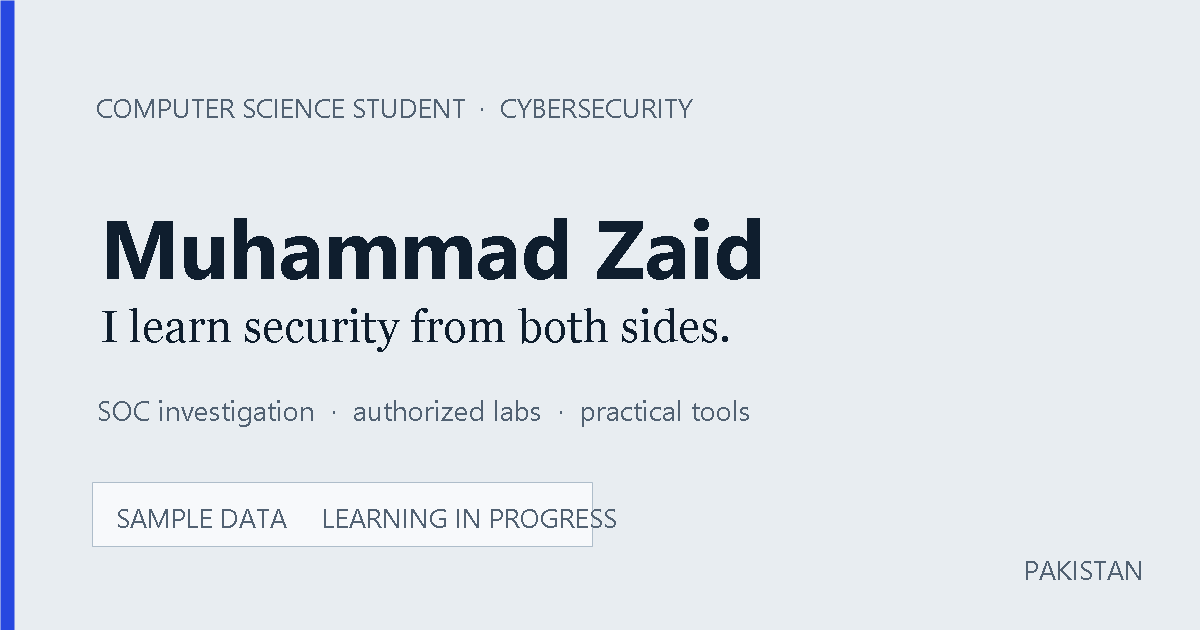 COMPUTER SCIENCE STUDENT · CYBERSECURITY
Muhammad Zaid
I learn security from both sides.
SOC investigation · authorized labs · practical tools
SAMPLE DATA LEARNING IN PROGRESS
PAKISTAN